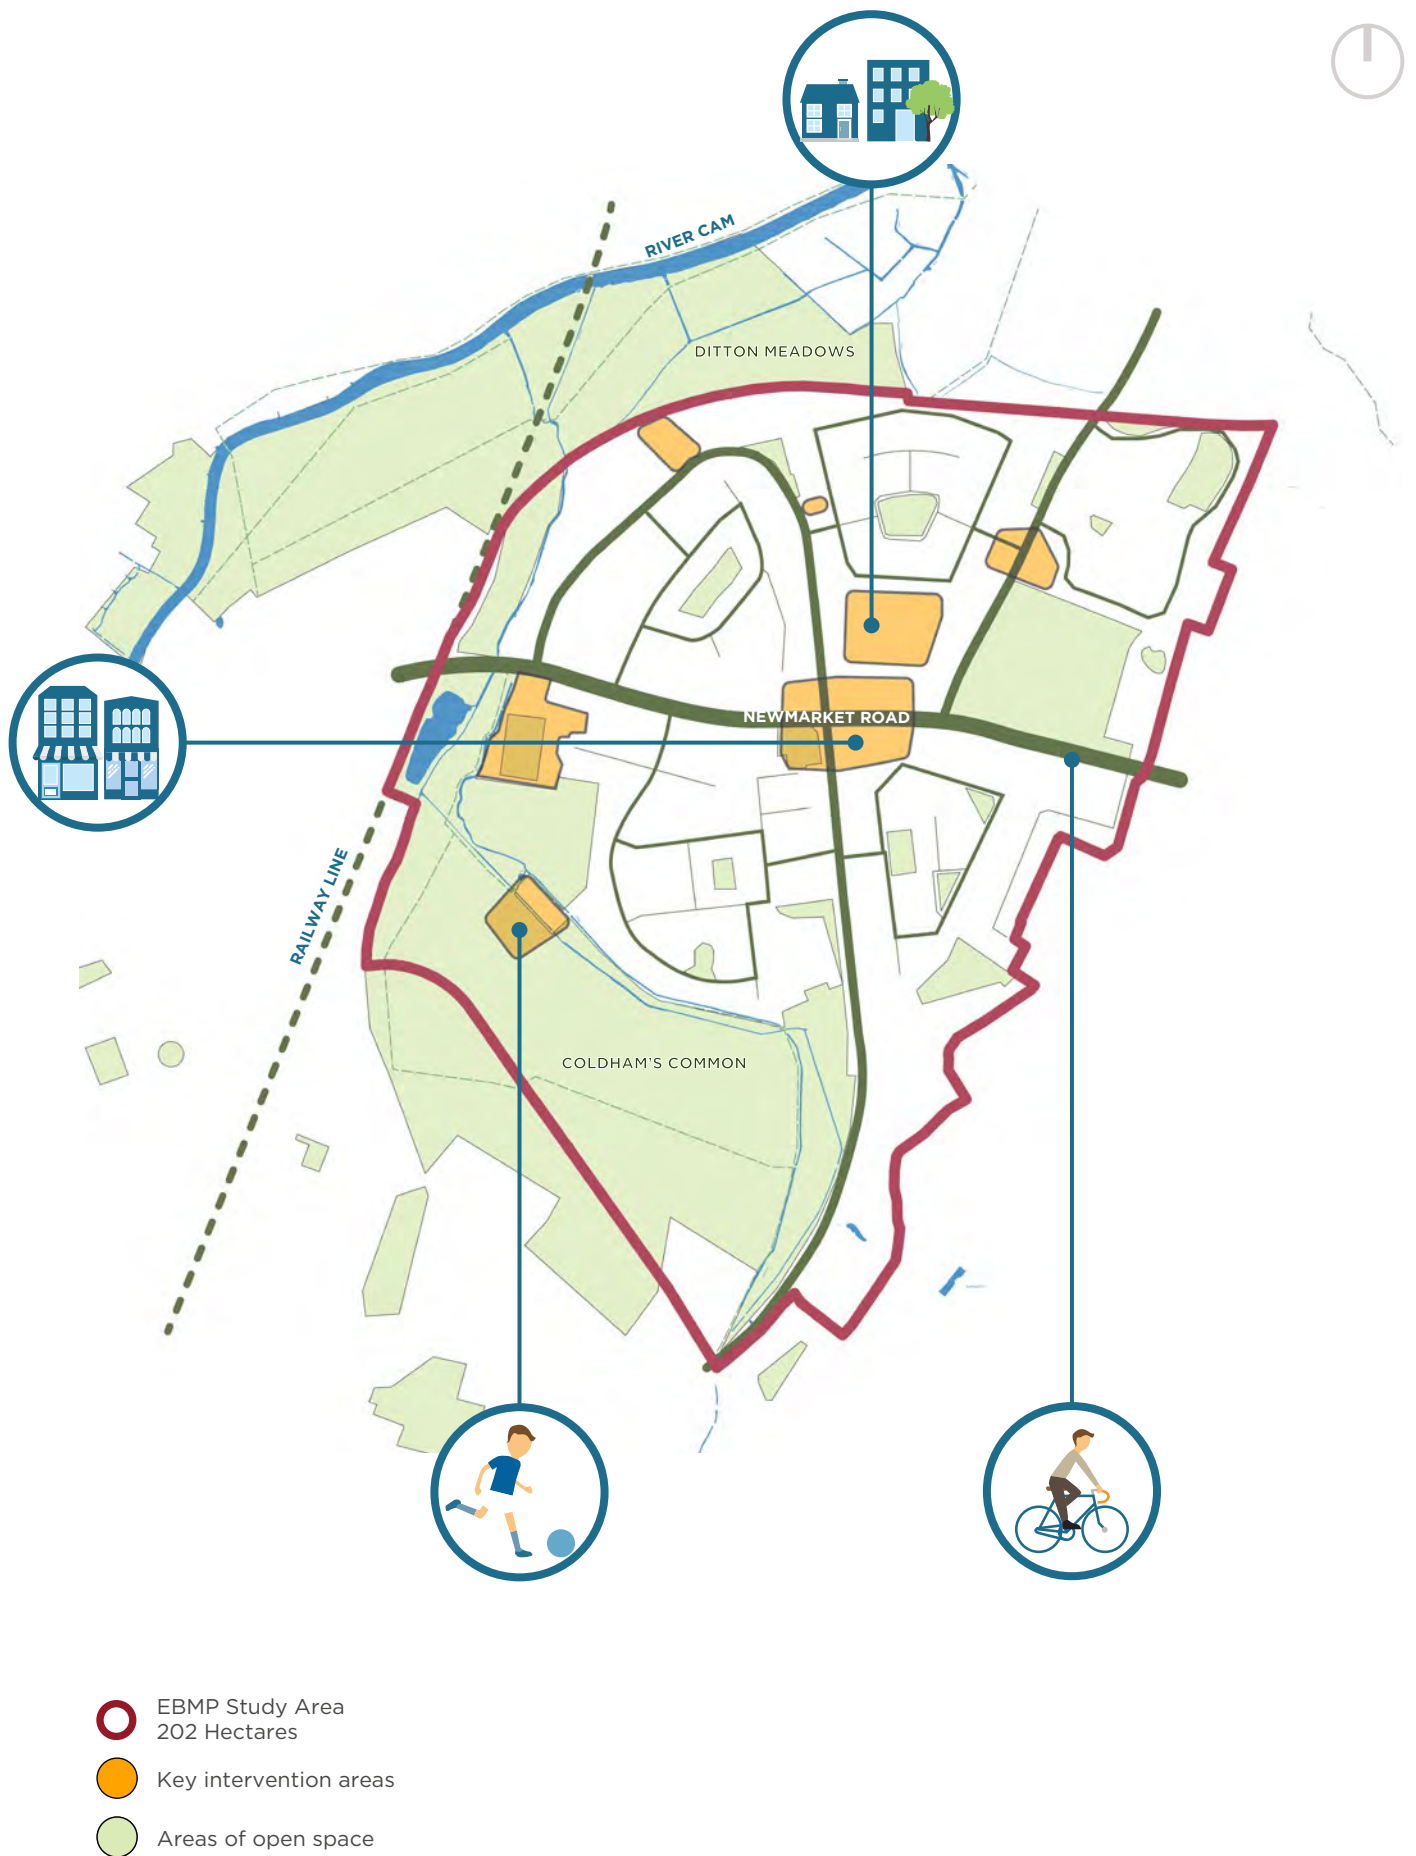 RIVER CAM
DITTON MEADOWS
NEWMARKET ROAD
RAILWAY LINE
COLDHAM'S COMMON
EBMP Study Area
202 Hectares
Key intervention areas
Areas of open space